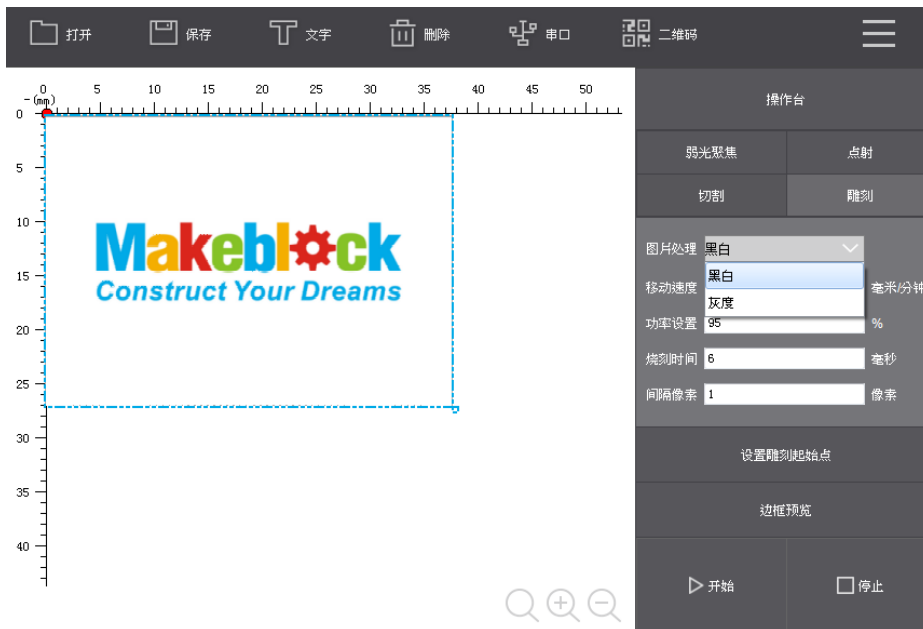 打开 保存 文字 删除 串口 二维码
0 5 10 15 20 25 30 35 40 45 50
(mm)
0
5
10
15
20
25
30
35
40
Makeblock
Construct Your Dreams
操作台
弱光聚焦 点射
切割 雕刻
图片处理 黑白
黑白
移动速度 毫米/分钟
灰度
功率设置 95 %
烧刻时间 6 毫秒
间隔像素 1 像素
设置雕刻起始点
边框预览
开始 停止